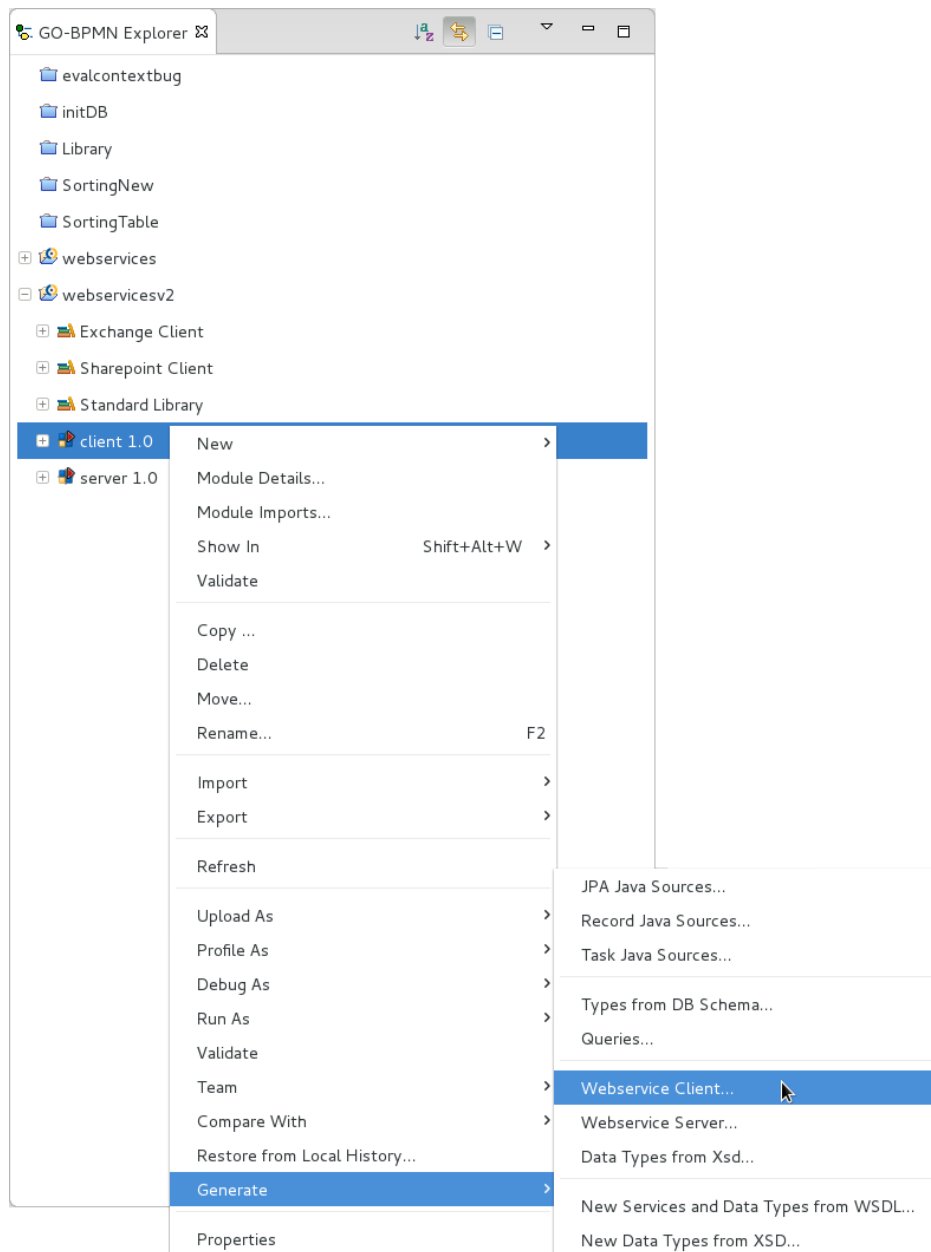 GO-BPMN Explorer
evalcontextbug
initDB
Library
SortingNew
SortingTable
webservices
webservicesv2
Exchange Client
Sharepoint Client
Standard Library
client 1.0
server 1.0
New
Module Details...
Module Imports...
Show In Shift+Alt+W
Validate
Copy ...
Delete
Move...
Rename... F2
Import
Export
Refresh
Upload As
Profile As
Debug As
Run As
Validate
Team
Compare With
Restore from Local History...
Generate
Properties
JPA Java Sources...
Record Java Sources...
Task Java Sources...
Types from DB Schema...
Queries...
Webservice Client...
Webservice Server...
Data Types from Xsd...
New Services and Data Types from WSDL...
New Data Types from XSD...